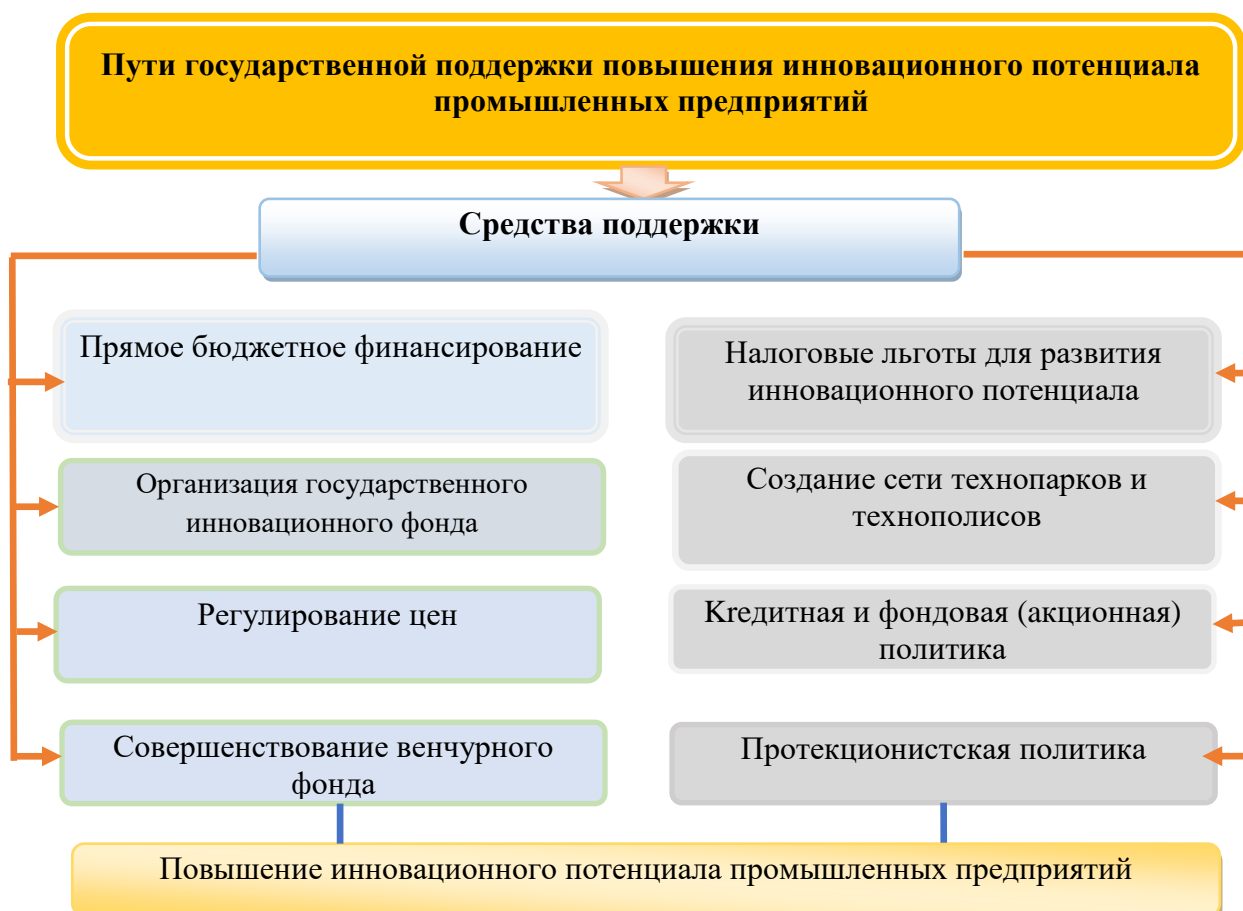 Пути государственной поддержки повышения инновационного потенциала
промышленных предприятий
Средства поддержки
Прямое бюджетное финансирование
Организация государственного
инновационного фонда
Регулирование цен
Совершенствование венчурного
фонда
Налоговые льготы для развития
инновационного потенциала
Создание сети технопарков и
технополисов
Krедитная и фондовая (акционная)
политика
Протекционистская политика
Повышение инновационного потенциала промышленных предприятий